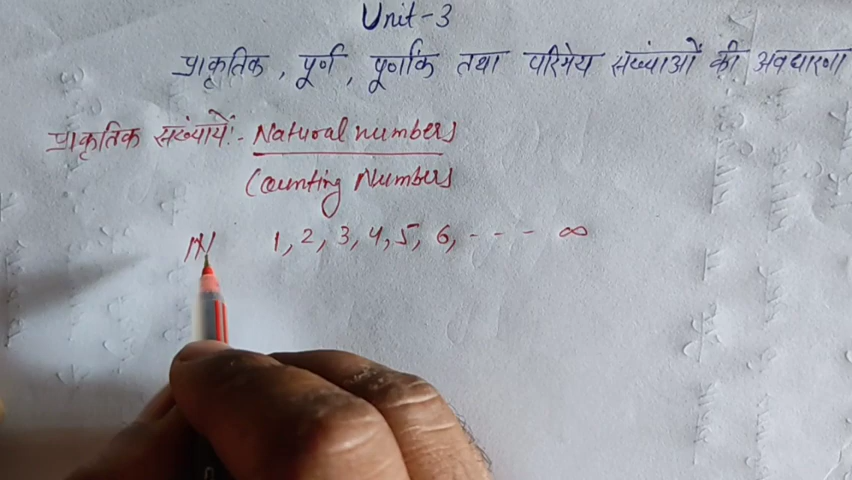 Unit-3
प्राकृतिक, पूर्ण, पूर्णांक तथा परिमेय संख्याओं की अवधारणा
प्राकृतिक संख्यायें:- Natural numbers
Counting Numbers
N 1, 2, 3, 4, 5, 6, - - - ∞